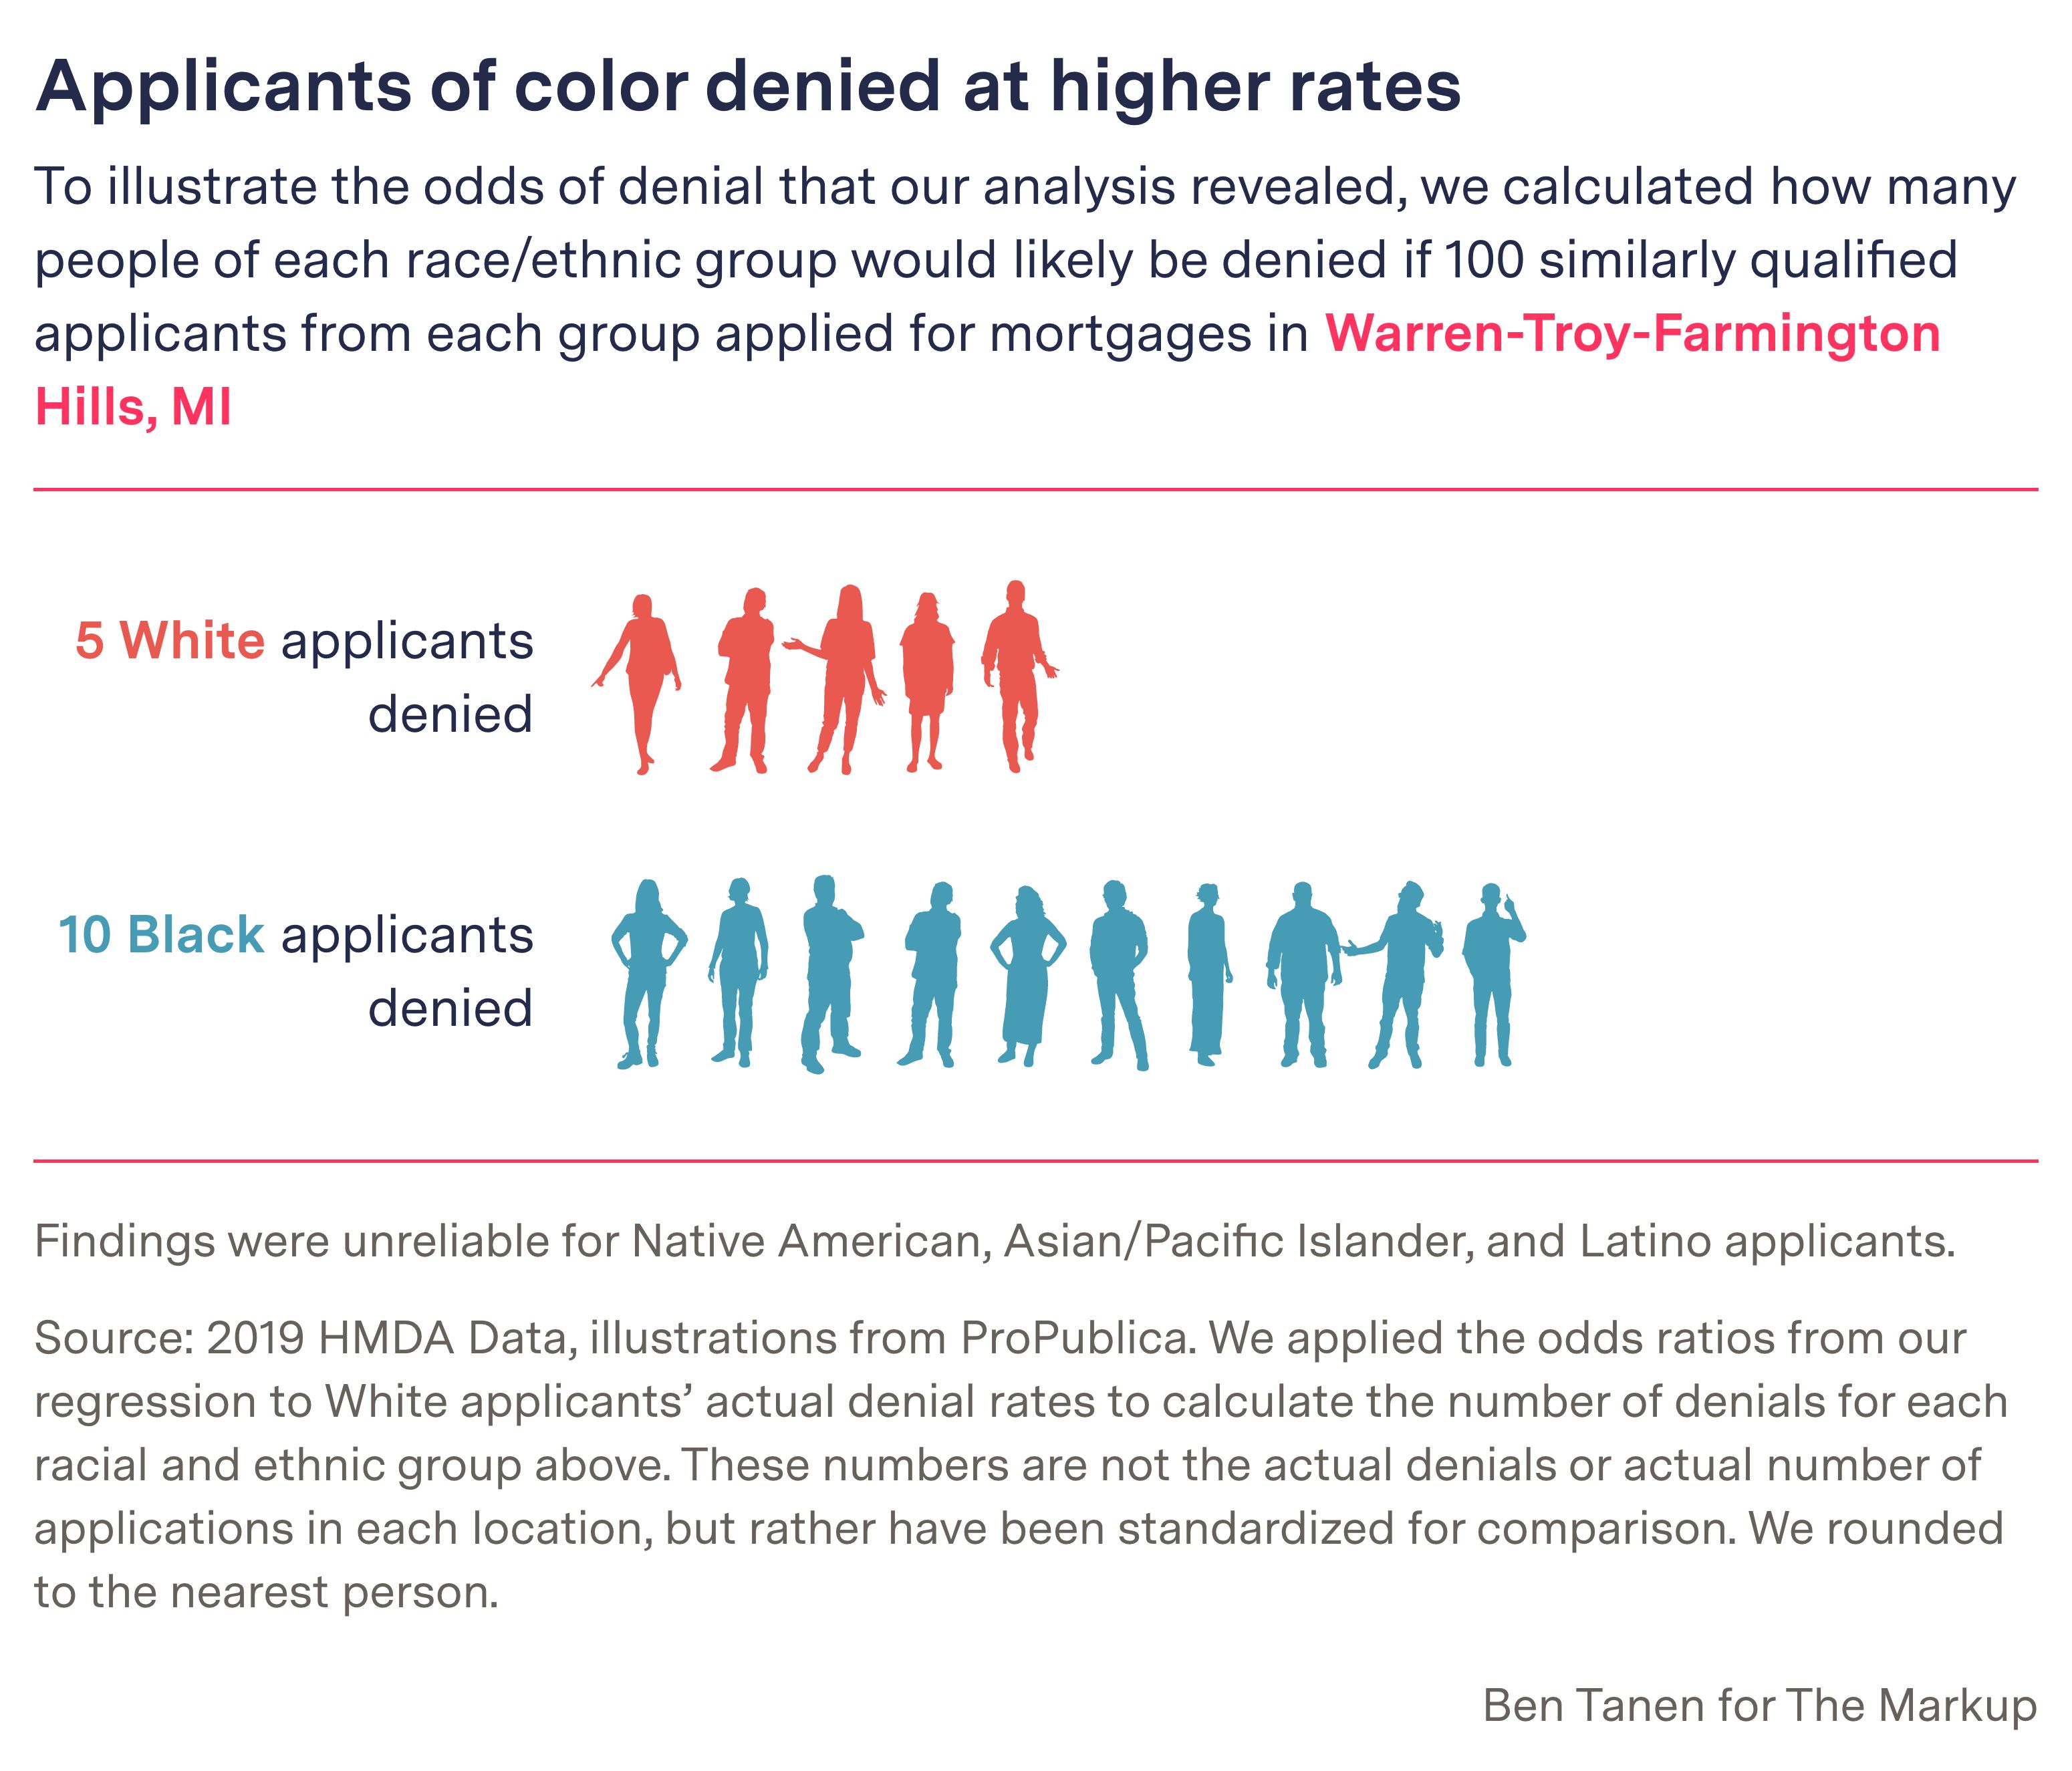 Applicants of color denied at higher rates
To illustrate the odds of denial that our analysis revealed, we calculated how many
people of each race/ethnic group would likely be denied if 100 similarly qualified
applicants from each group applied for mortgages in Warren-Troy-Farmington
Hills, MI
5 White applicants
denied
10 Black applicants
denied
Findings were unreliable for Native American, Asian/Pacific Islander, and Latino applicants.
Source: 2019 HMDA Data, illustrations from ProPublica. We applied the odds ratios from our
regression to White applicants’ actual denial rates to calculate the number of denials for each
racial and ethnic group above. These numbers are not the actual denials or actual number of
applications in each location, but rather have been standardized for comparison. We rounded
to the nearest person.
Ben Tanen for The Markup